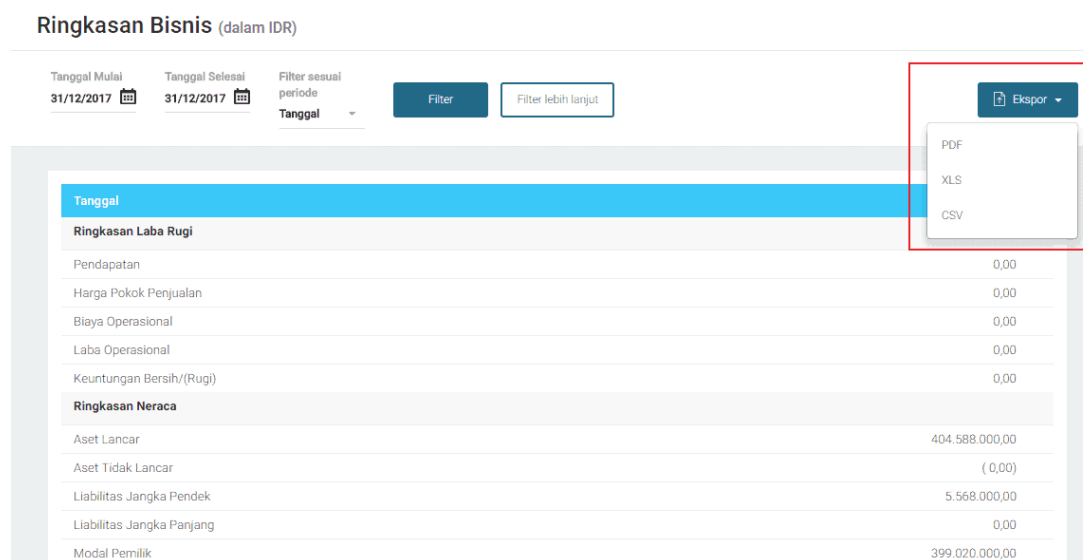 Ringkasan Bisnis (dalam IDR)
Tanggal Mulai
31/12/2017
Tanggal Selesai
31/12/2017
Filter sesuai
periode
Tanggal
Filter
Filter lebih lanjut
Ekspor
PDF
XLS
CSV
Tanggal
Ringkasan Laba Rugi
Pendapatan 0,00
Harga Pokok Penjualan 0,00
Biaya Operasional 0,00
Laba Operasional 0,00
Keuntungan Bersih/(Rugi) 0,00
Ringkasan Neraca
Aset Lancar 404.588.000,00
Aset Tidak Lancar ( 0,00)
Liabilitas Jangka Pendek 5.568.000,00
Liabilitas Jangka Panjang 0,00
Modal Pemilik 399.020.000,00